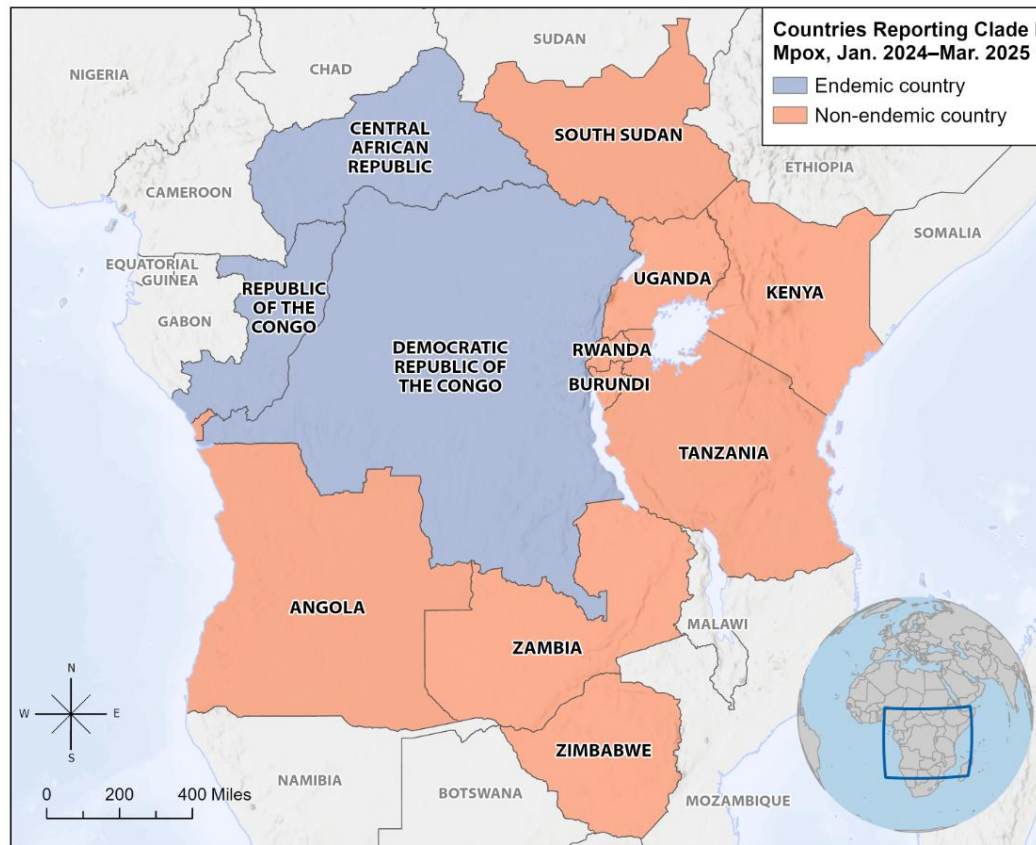 Countries Reporting Clade I
Mpox, Jan. 2024–Mar. 2025
Endemic country
Non-endemic country
SUDAN
NIGERIA
CHAD
CENTRAL
AFRICAN
REPUBLIC
SOUTH SUDAN
ETHIOPIA
CAMEROON
SOMALIA
EQUATORIAL
GUINEA
UGANDA
KENYA
REPUBLIC
OF THE
CONGO
GABON
DEMOCRATIC
REPUBLIC OF
THE CONGO
RWANDA
BURUNDI
TANZANIA
ANGOLA
MALAWI
ZAMBIA
N
W E
S
ZIMBABWE
NAMIBIA
BOTSWANA
MOZAMBIQUE
0 200 400 Miles